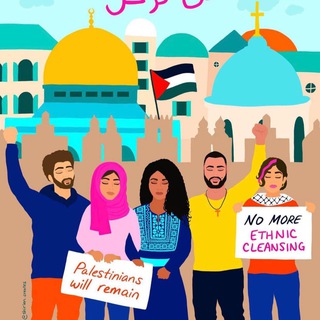 Palestinians
will remain
NO MORE
ETHNIC
CLEANSING